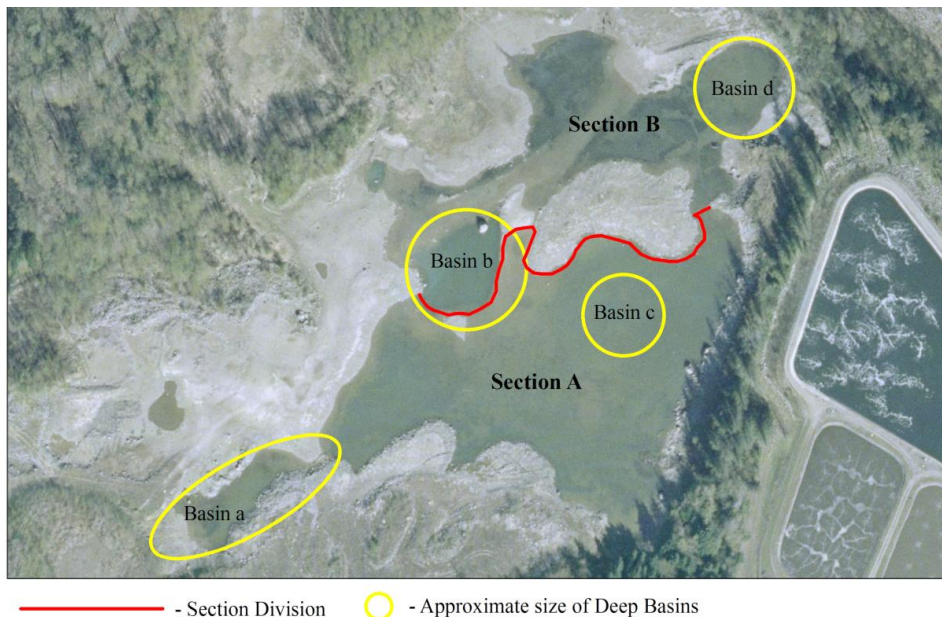 Basin d
Section B
Basin b
Basin c
Section A
Basin a
- Section Division
- Approximate size of Deep Basins